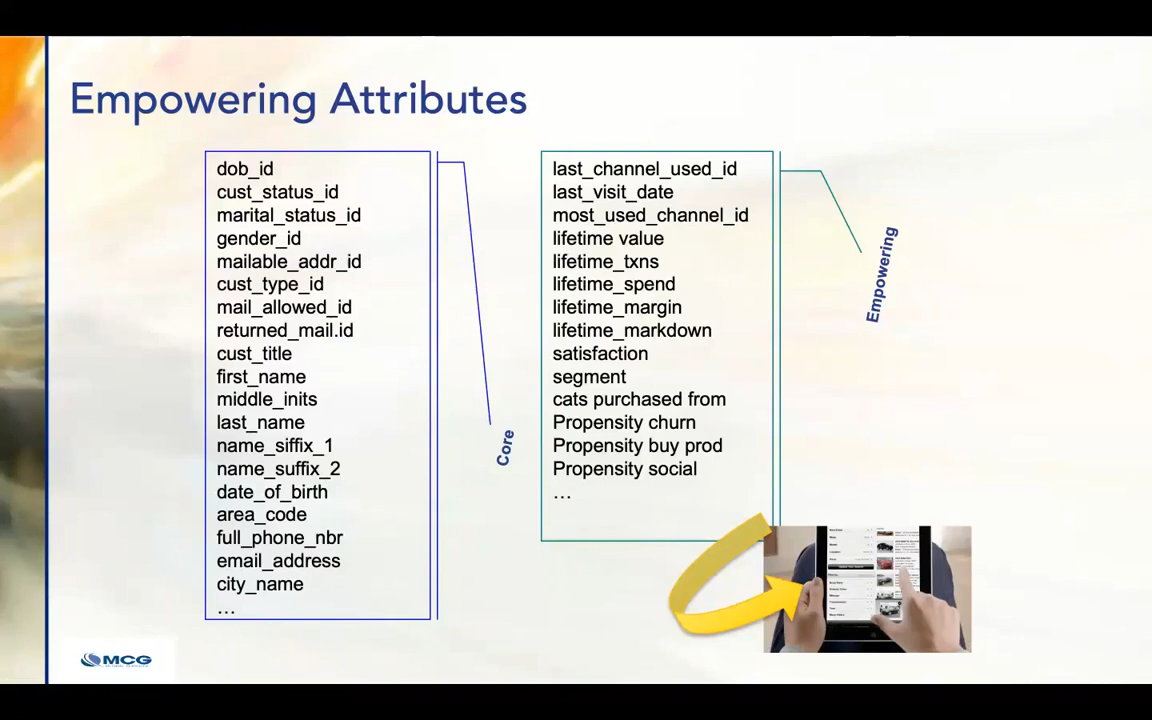 Empowering Attributes
dob_id
cust_status_id
marital_status_id
gender_id
mailable_addr_id
cust_type_id
mail_allowed_id
returned_mail.id
cust_title
first_name
middle_inits
last_name
name_siffix_1
name_suffix_2
date_of_birth
area_code
full_phone_nbr
email_address
city_name
...
Core
last_channel_used_id
last_visit_date
most_used_channel_id
lifetime value
lifetime_txns
lifetime_spend
lifetime_margin
lifetime_markdown
satisfaction
segment
cats purchased from
Propensity churn
Propensity buy prod
Propensity social
...
Empowering
MCG